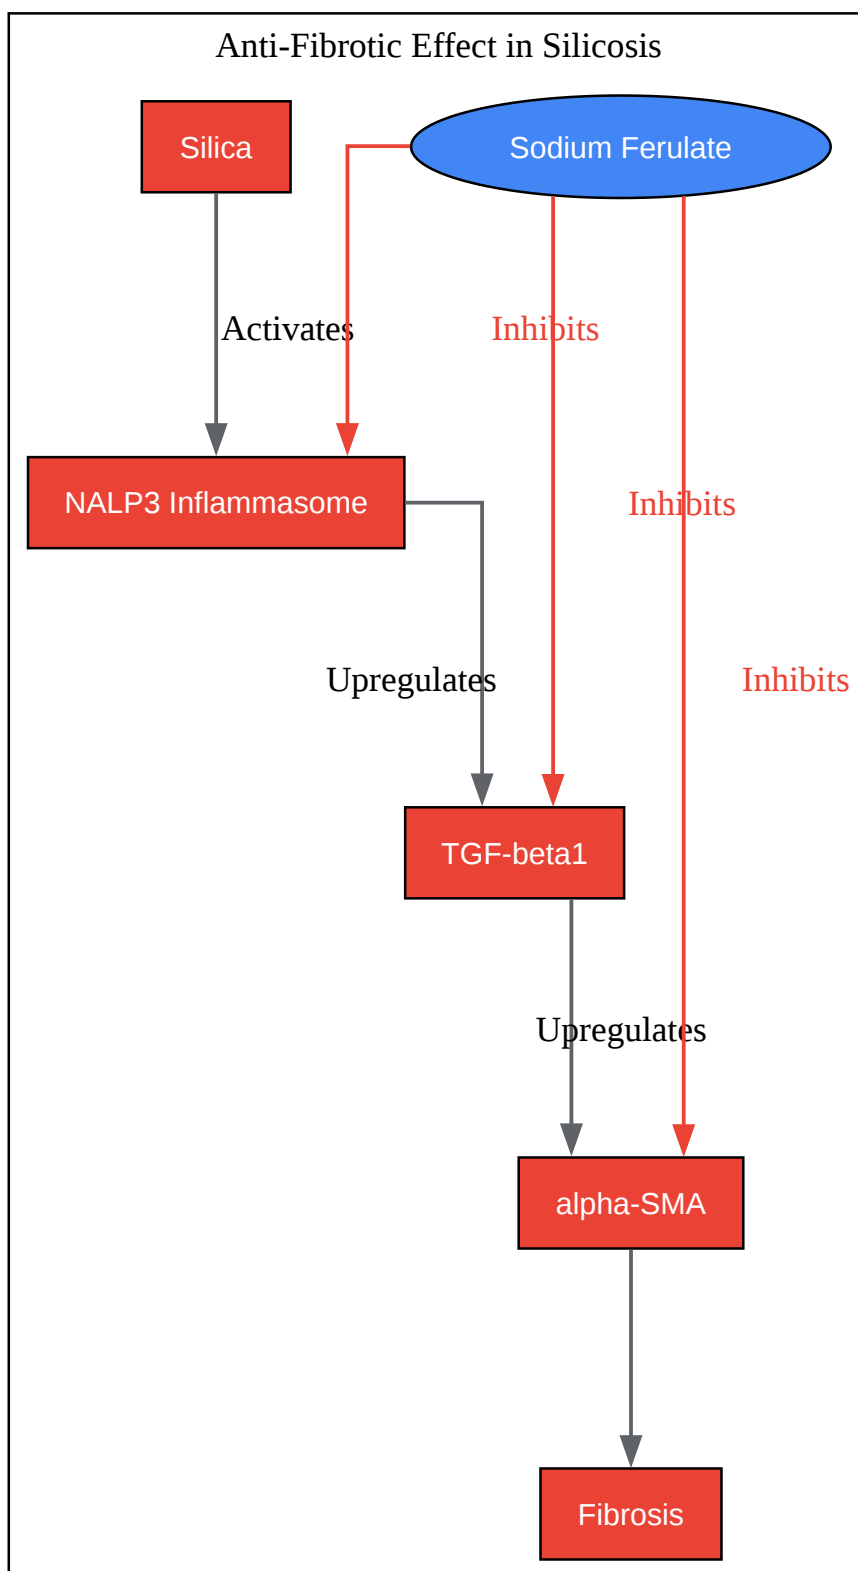 Anti-Fibrotic Effect in Silicosis
Silica
Sodium Ferulate
Activates
Inhibits
NALP3 Inflammasome
Inhibits
Upregulates
Inhibits
TGF-beta1
Upregulates
alpha-SMA
Fibrosis